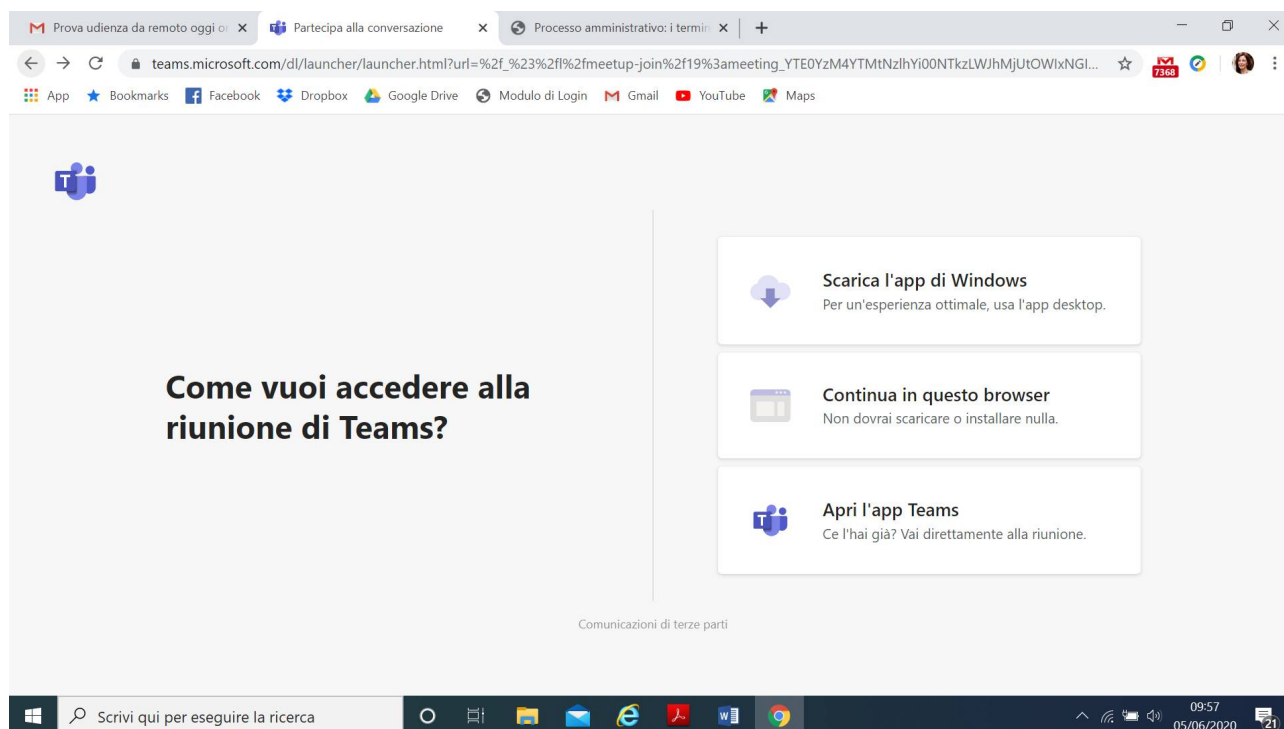 Prova udienza da remoto oggi or
Partecipa alla conversazione
Processo amministrativo: i termin
teams.microsoft.com/dl/launcher/launcher.html?url=%2f_%23%2fl%2fmeetup-join%2f19%3ameeting_YTE0YzM4YTMtNzlhYi00NTkzLWJhMjUtOWIxNGI...
7368
App
Bookmarks
Facebook
Dropbox
Google Drive
Modulo di Login
Gmail
YouTube
Maps
Come vuoi accedere alla
riunione di Teams?
Scarica l'app di Windows
Per un'esperienza ottimale, usa l'app desktop.
Continua in questo browser
Non dovrai scaricare o installare nulla.
Apri l'app Teams
Ce l'hai già? Vai direttamente alla riunione.
Comunicazioni di terze parti
Scrivi qui per eseguire la ricerca
09:57
05/06/2020
21